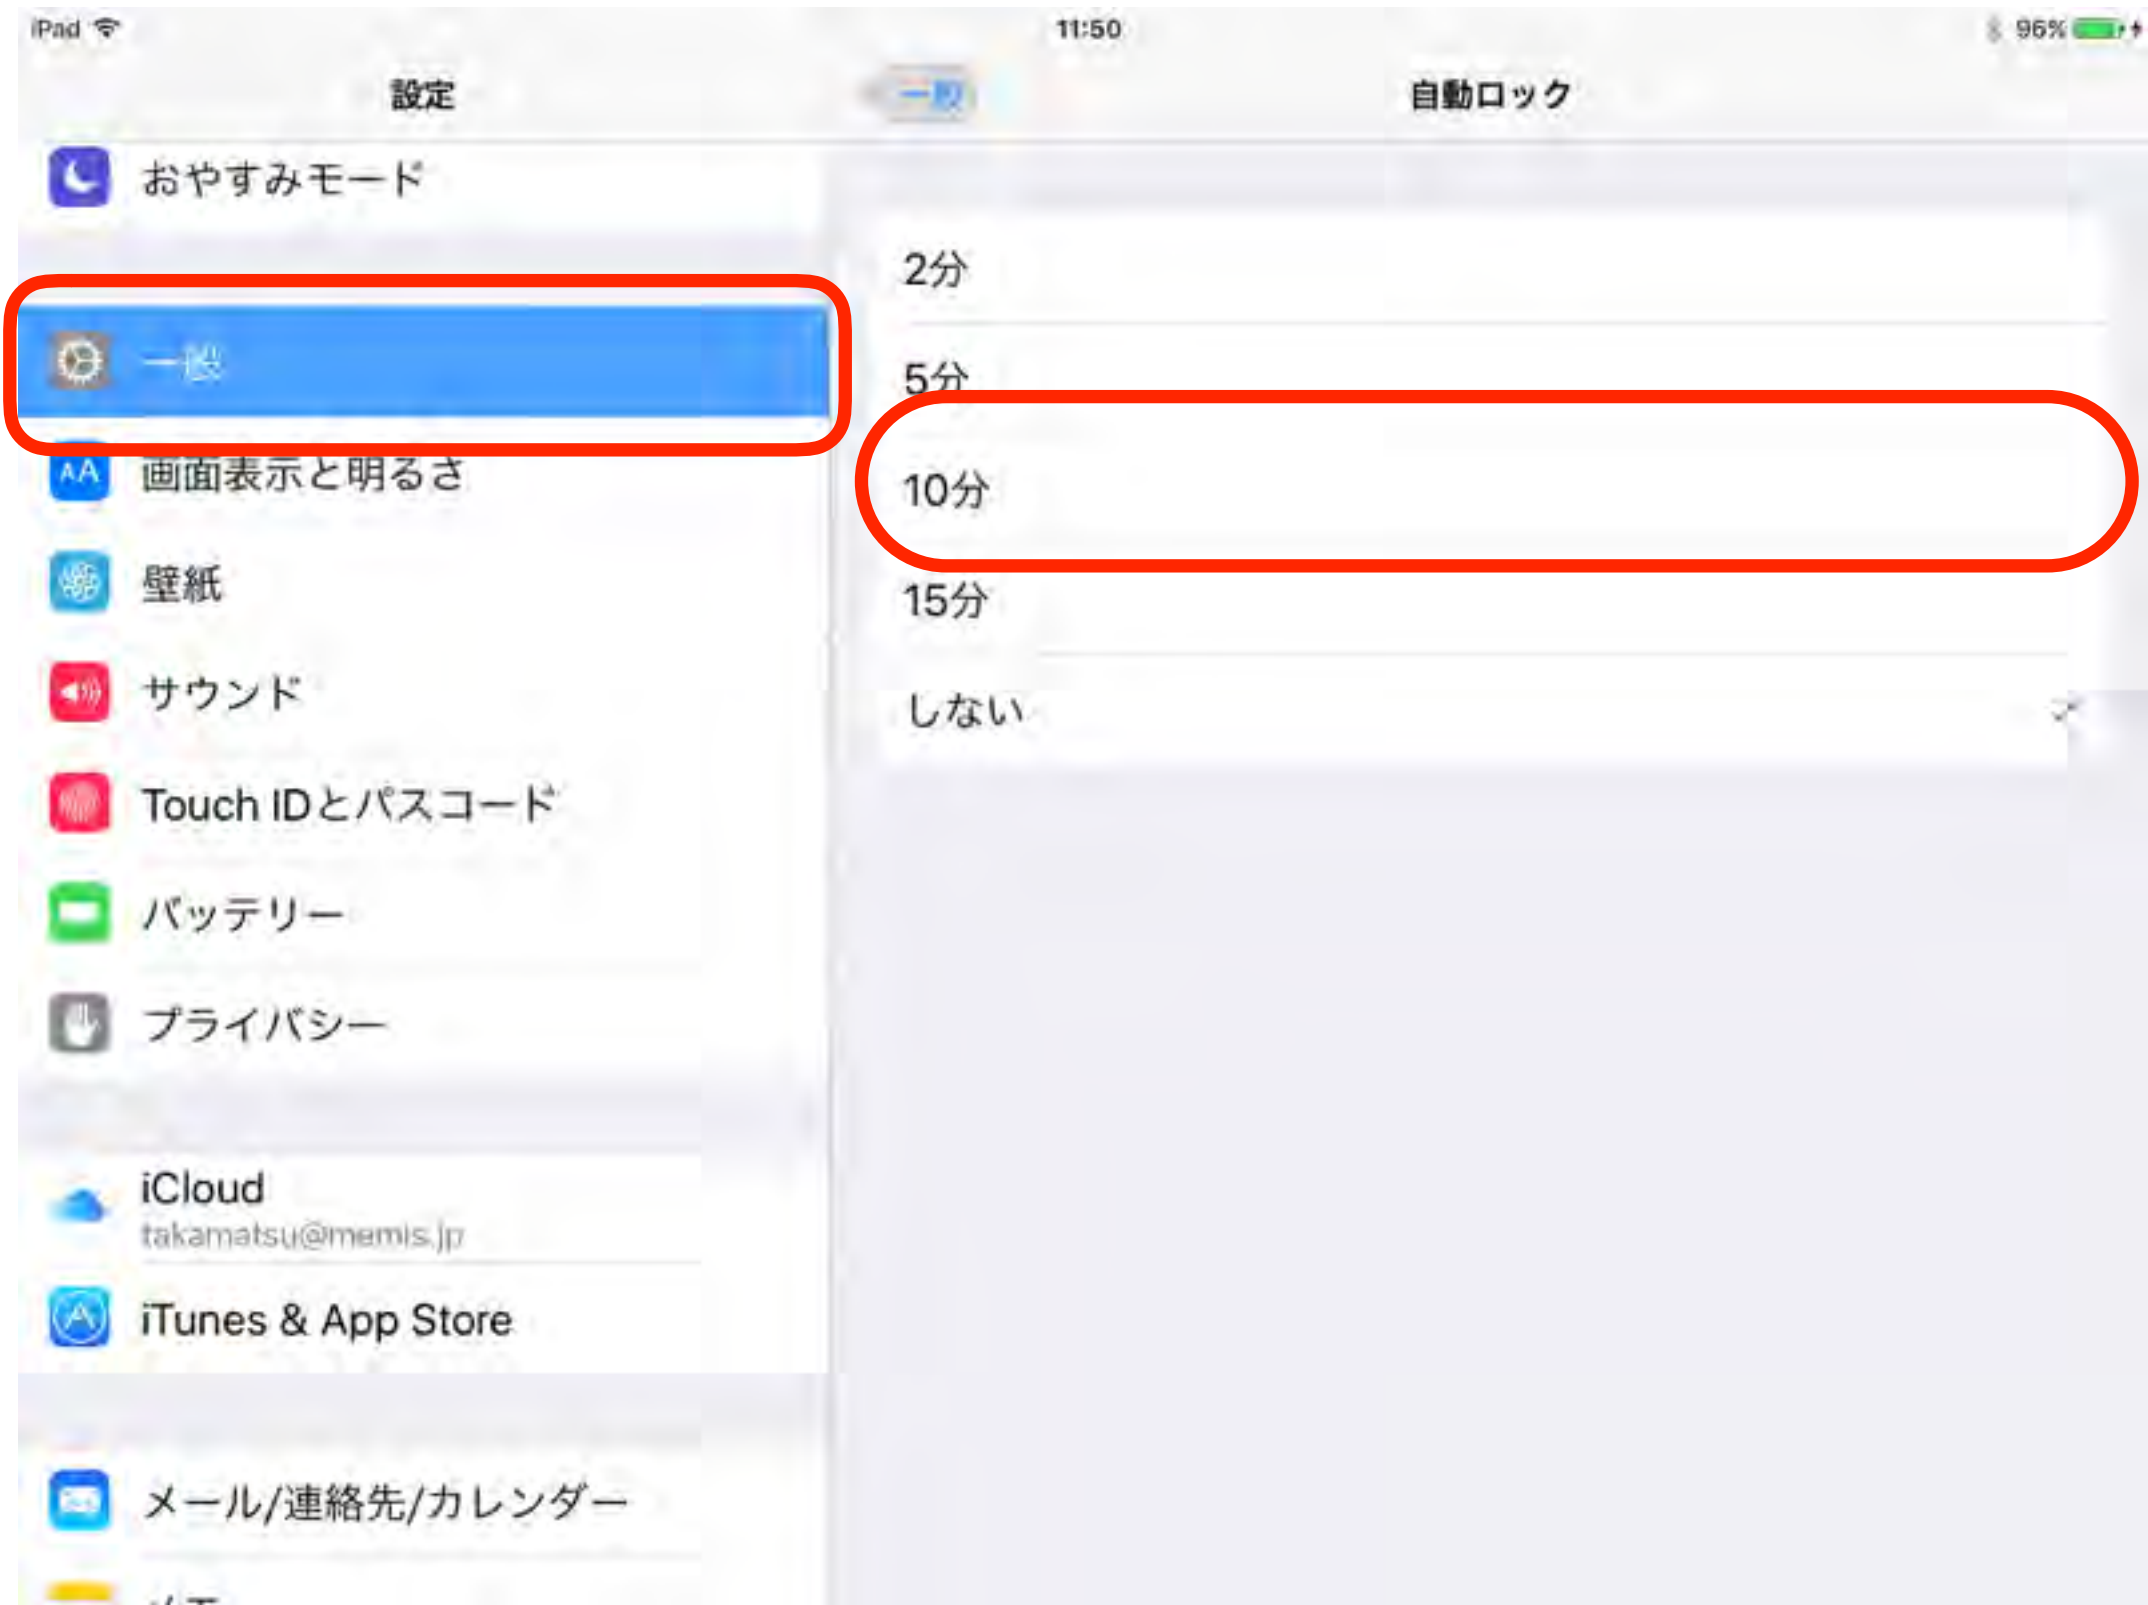 iPad
11:50
96%
設定
一般
自動ロック
おやすみモード
一般
画面表示と明るさ
壁紙
サウンド
Touch IDとパスコード
バッテリー
プライバシー
iCloud
takamatsu@memis.jp
iTunes & App Store
メール/連絡先/カレンダー
2分
5分
10分
15分
しない